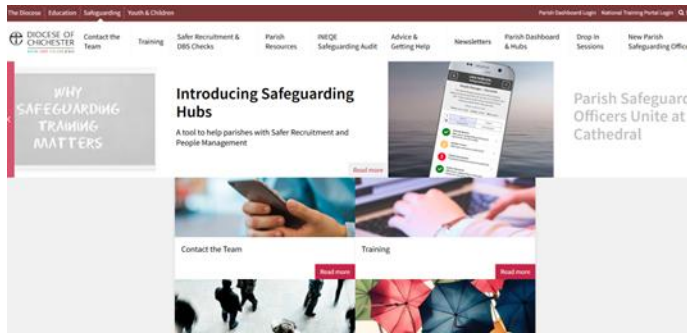 The Diocese Education Safeguarding Youth & Children
Parish Dashboard Login National Training Portal Login
DIOCESE OF
CHICHESTER
Contact the
Team
Training
Safer Recruitment &
DBS Checks
Parish
Resources
INEQE
Safeguarding Audit
Advice &
Getting Help
Newsletters
Parish Dashboard
& Hubs
Drop In
Sessions
New Parish
Safeguarding Offic
WHY
SAFEGUARDING
TRAINING
MATTERS
Introducing Safeguarding
Hubs
A tool to help parishes with Safer Recruitment and
People Management
Read more
Parish Safeguard
Officers Unite at
Cathedral
Contact the Team
Read more
Training
Read more